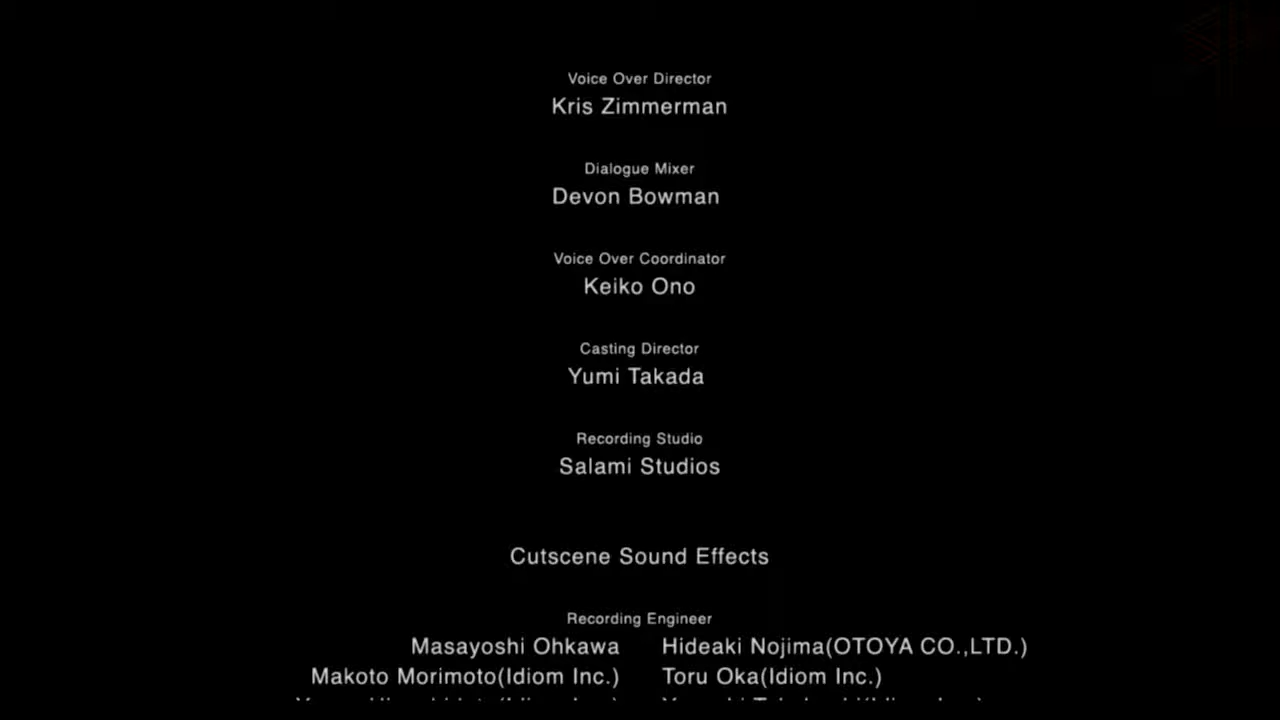 Voice Over Director
Kris Zimmerman
Dialogue Mixer
Devon Bowman
Voice Over Coordinator
Keiko Ono
Casting Director
Yumi Takada
Recording Studio
Salami Studios
Cutscene Sound Effects
Recording Engineer
Masayoshi Ohkawa Hideaki Nojima(OTOYA CO.,LTD.)
Makoto Morimoto(Idiom Inc.) Toru Oka(Idiom Inc.)